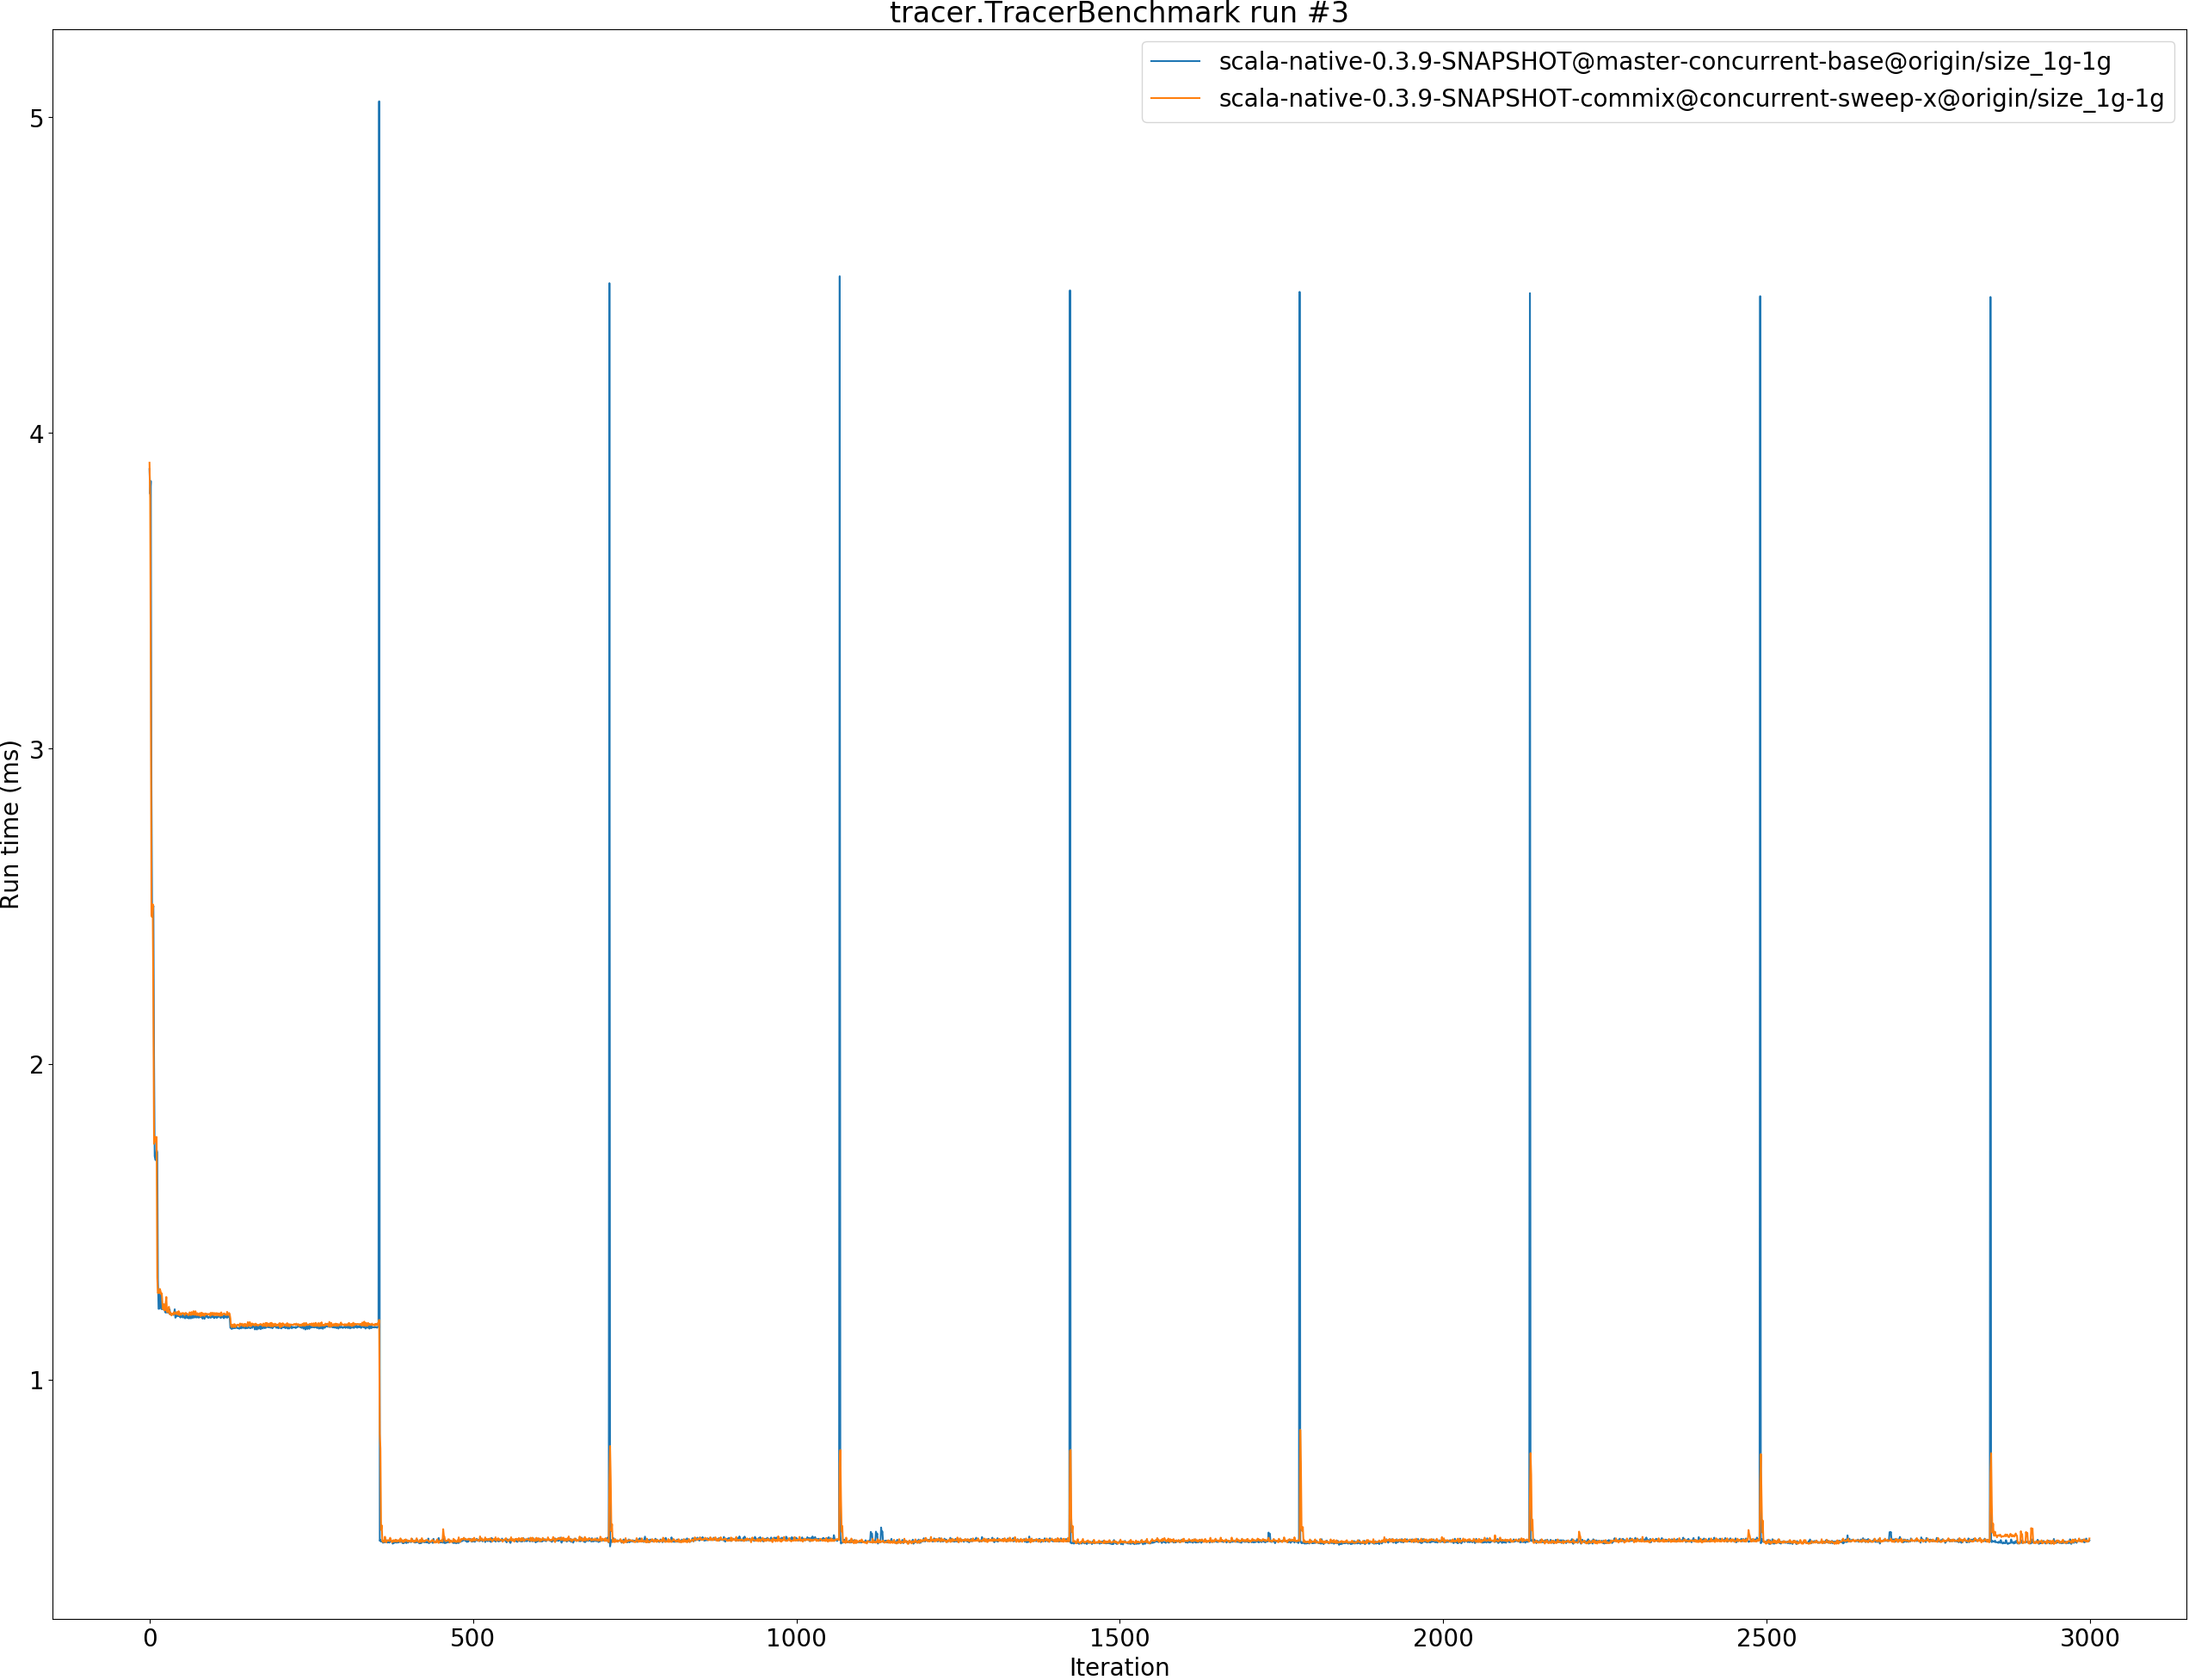 tracer.TracerBenchmark run #3
scala-native-0.3.9-SNAPSHOT@master-concurrent-base@origin/size_1g-1g
scala-native-0.3.9-SNAPSHOT-commix@concurrent-sweep-x@origin/size_1g-1g
5
4
3
2
1
Run time (ms)
0 500 1000 1500 2000 2500 3000
Iteration